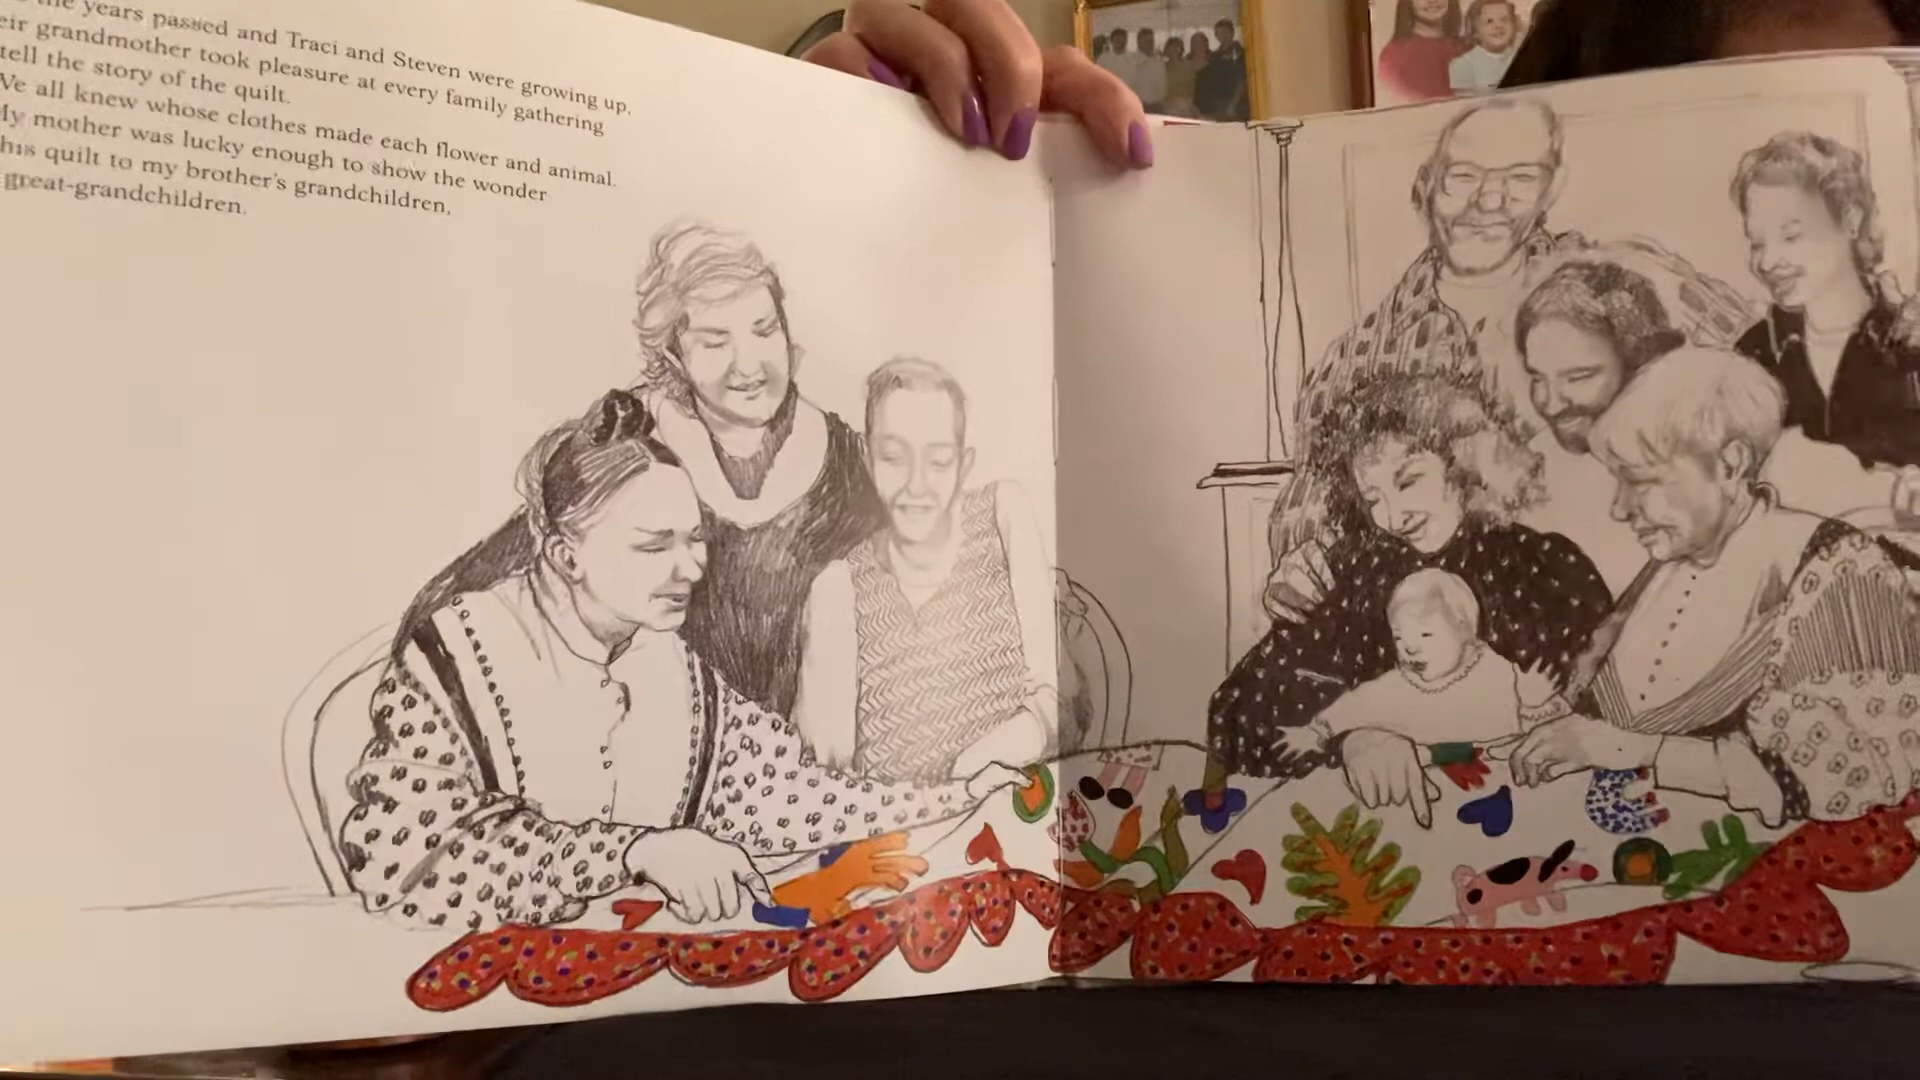 the years passed and Traci and Steven were growing up.
grandmother took pleasure at every family gathering
tell the story of the quilt.
We all knew whose clothes made each flower and animal.
My mother was lucky enough to show the wonder
this quilt to my brother's grandchildren,
great-grandchildren.